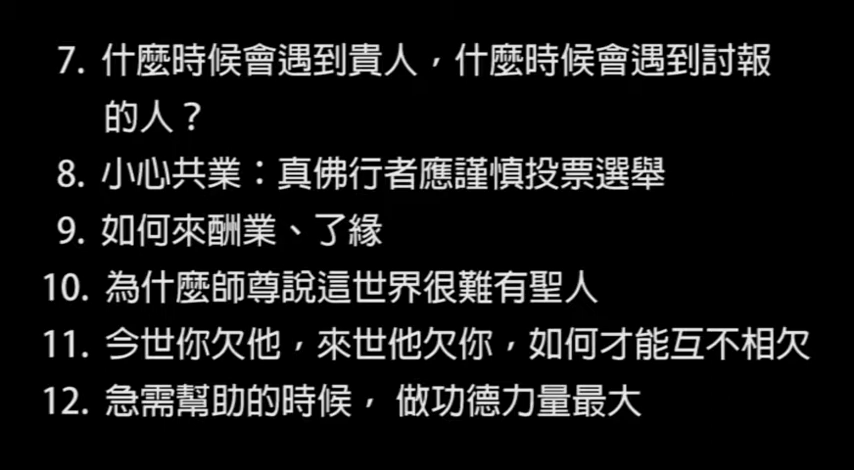 7. 什麼時候會遇到貴人，什麼時候會遇到討報
的人？
8. 小心共業：真佛行者應謹慎投票選舉
9. 如何來酬業、了緣
10. 為什麼師尊說這世界很難有聖人
11. 今世你欠他，來世他欠你，如何才能互不相欠
12. 急需幫助的時候， 做功德力量最大